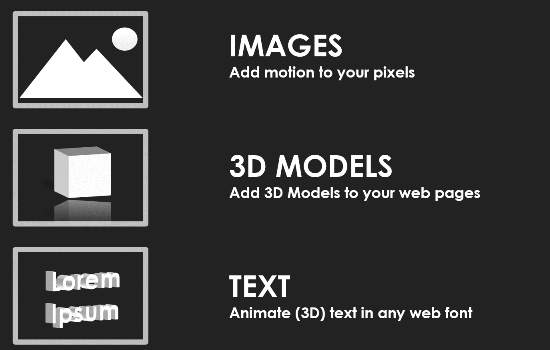 IMAGES
Add motion to your pixels
3D MODELS
Add 3D Models to your web pages
Lorem
Ipsum
TEXT
Animate (3D) text in any web font